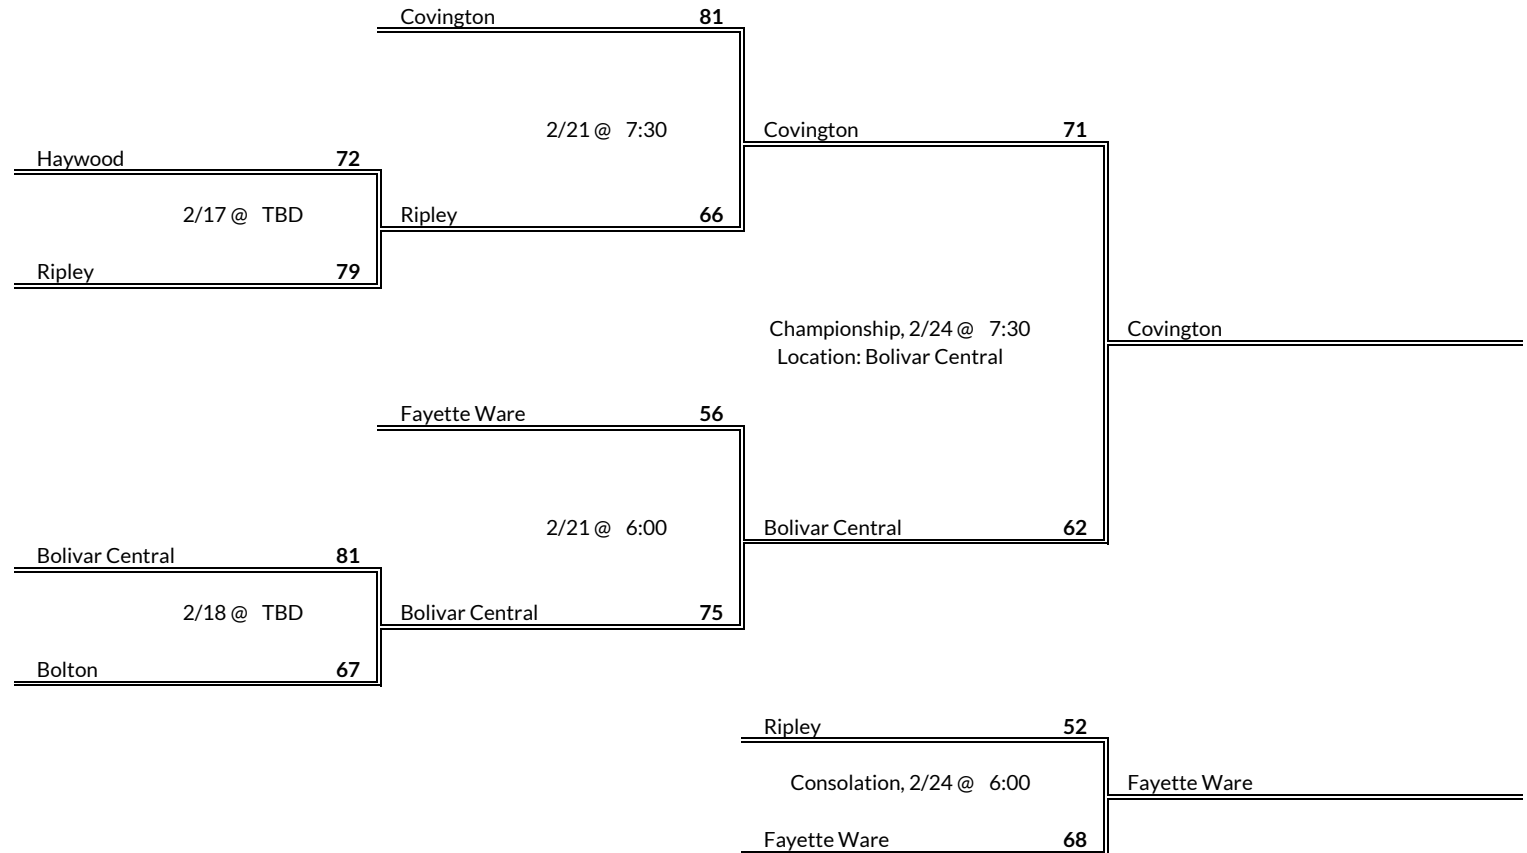 Covington 81
2/21 @ 7:30
Covington 71
Haywood 72
2/17 @ TBD
Ripley 66
Ripley 79
Championship, 2/24 @ 7:30
Location: Bolivar Central
Covington
Fayette Ware 56
2/21 @ 6:00
Bolivar Central 62
Bolivar Central 81
2/18 @ TBD
Bolivar Central 75
Bolton 67
Ripley 52
Consolation, 2/24 @ 6:00
Fayette Ware
Fayette Ware 68